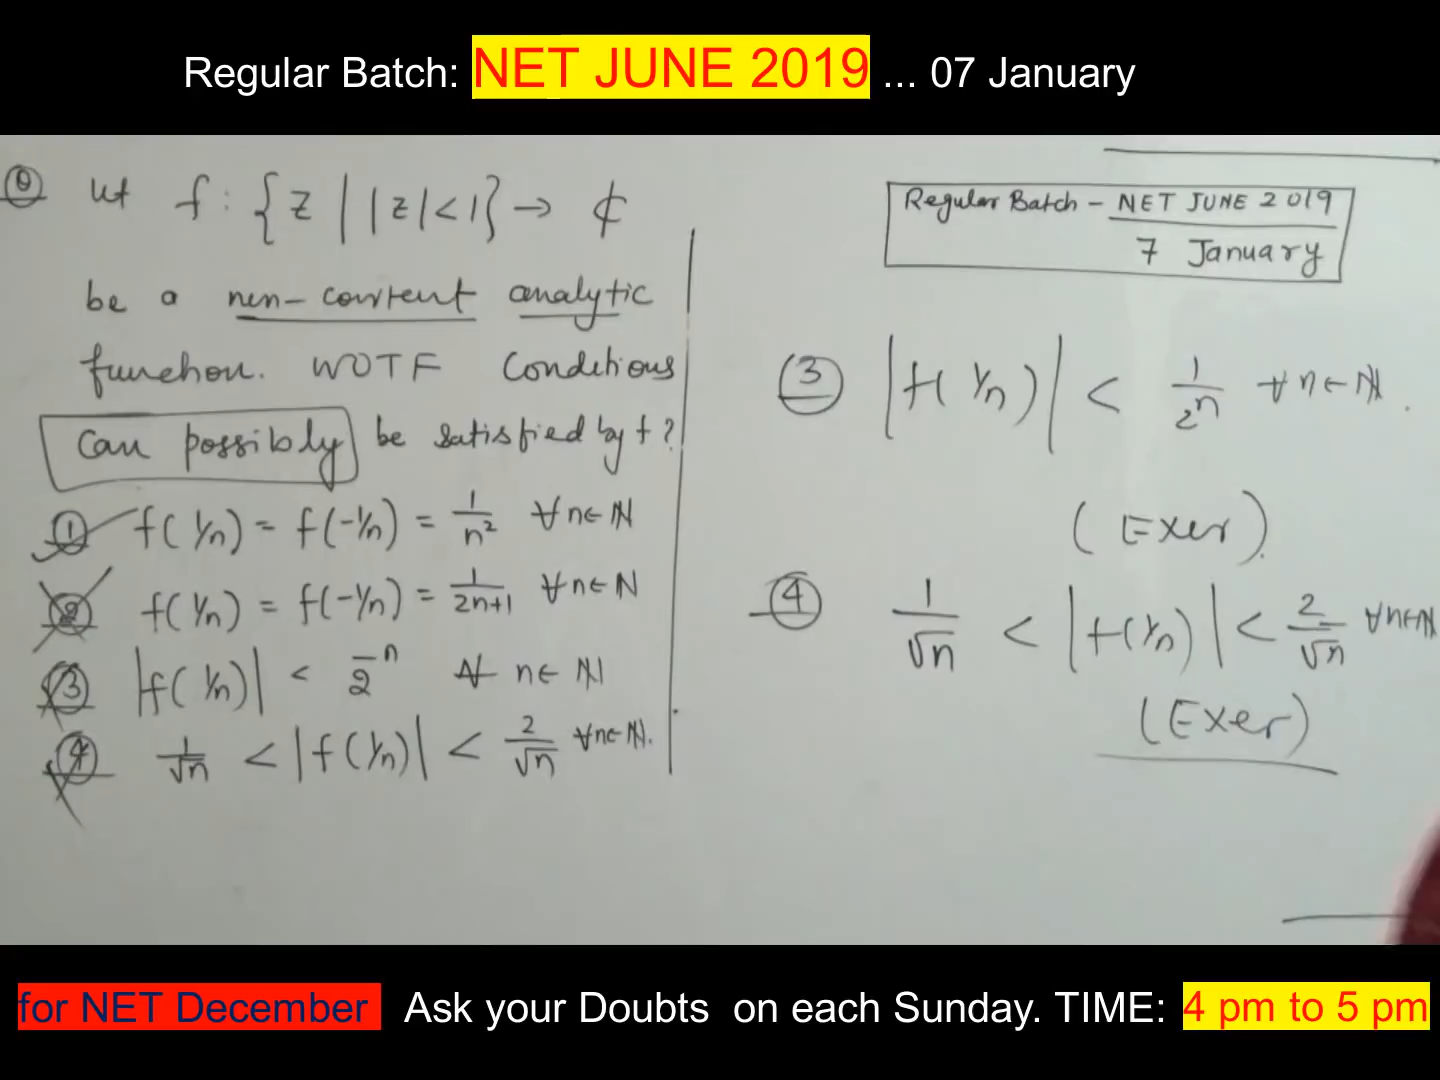 Regular Batch: NET JUNE 2019 ... 07 January
Q Let f : {z | |z|<1} → ₵
be a non-constent analytic
function. WOTF Conditions
Can possibly be satisfied by f?
① f(1/n) = f(-1/n) = 1/n² ∀ n∈ℕ
② f(1/n) = f(-1/n) = 1/2n+1 ∀ n∈N
③ |f(1/n)| < 2⁻ⁿ ∀ n∈ ℕ
④ 1/√n < |f(1/n)| < 2/√n ∀n∈ℕ.
Regular Batch - NET JUNE 2019
7 January
③ |f(1/n)| < 1/2ⁿ ∀ n∈ℕ.
(Exer).
④ 1/√n < |f(1/n)| < 2/√n ∀n∈ℕ
(Exer)
for NET December Ask your Doubts on each Sunday. TIME: 4 pm to 5 pm